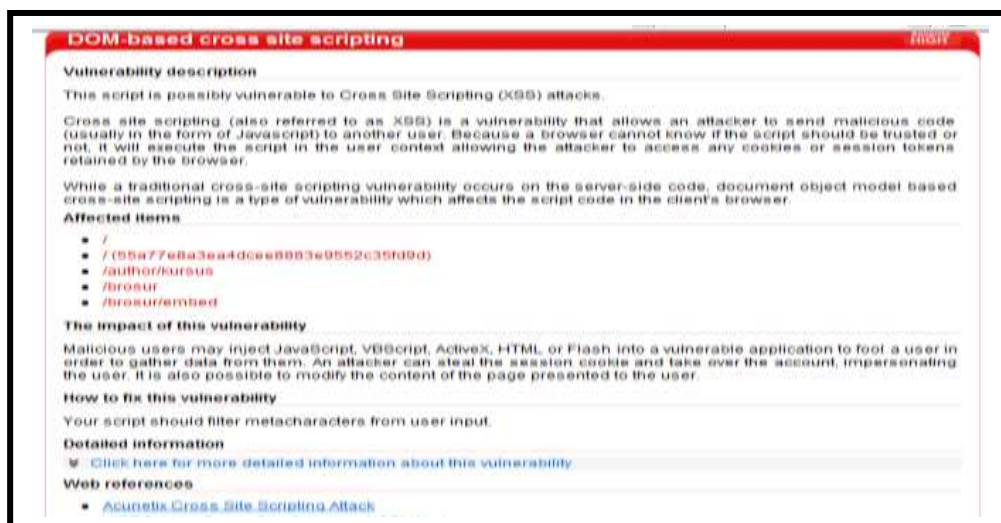 DOM-based cross site scripting
HIGH
Vulnerability description
This script is possibly vulnerable to Cross Site Scripting (XSS) attacks.
Cross site scripting (also referred to as XSS) is a vulnerability that allows an attacker to send malicious code
(usually in the form of Javascript) to another user. Because a browser cannot know if the script should be trusted or
not, it will execute the script in the user context allowing the attacker to access any cookies or session tokens
retained by the browser.
While a traditional cross-site scripting vulnerability occurs on the server-side code, document object model based
cross-site scripting is a type of vulnerability which affects the script code in the client's browser.
Affected items
/
/author/kursus
/brosur
/brosur/embed
The impact of this vulnerability
Malicious users may inject JavaScript, VBScript, ActiveX, HTML or Flash into a vulnerable application to fool a user in
order to gather data from them. An attacker can steal the session cookie and take over the account, impersonating
the user. It is also possible to modify the content of the page presented to the user.
How to fix this vulnerability
Your script should filter metacharacters from user input.
Detailed information
Click here for more detailed information about this vulnerability
Web references
Acunetix Cross Site Scripting Attack